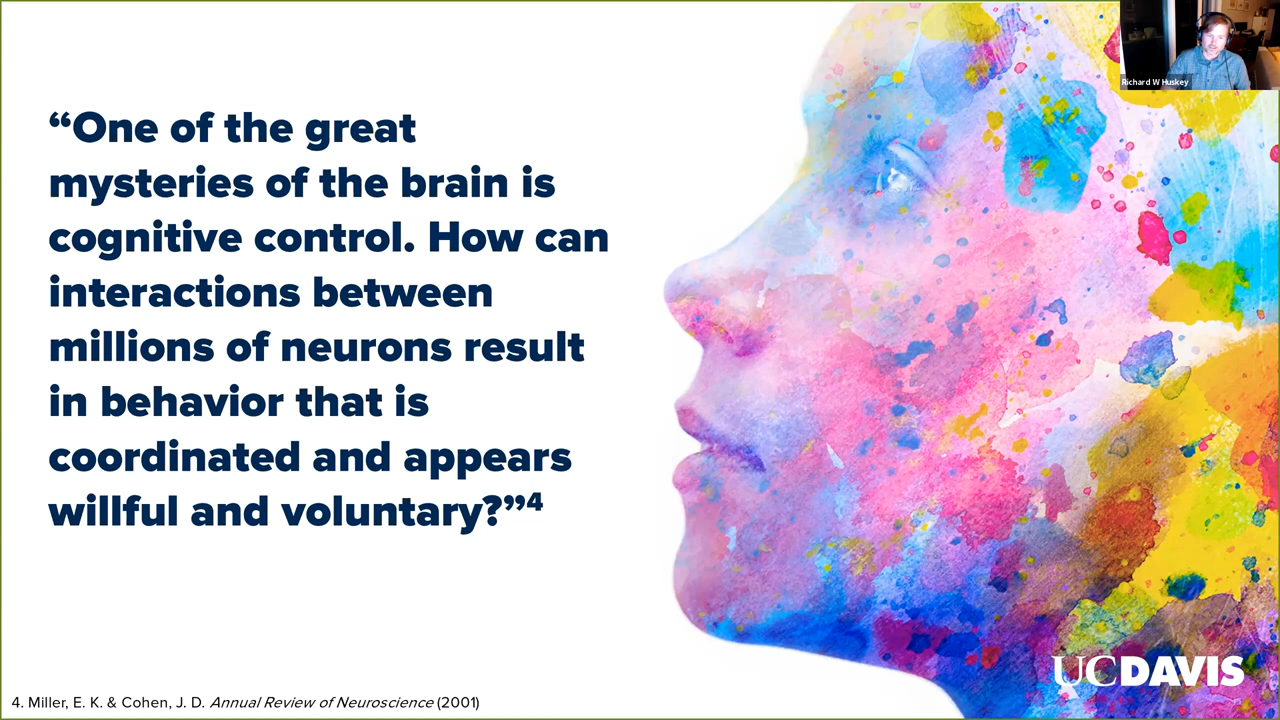 Richard W Huskey
“One of the great
mysteries of the brain is
cognitive control. How can
interactions between
millions of neurons result
in behavior that is
coordinated and appears
willful and voluntary?”⁴
UCDAVIS
4. Miller, E. K. & Cohen, J. D. Annual Review of Neuroscience (2001)